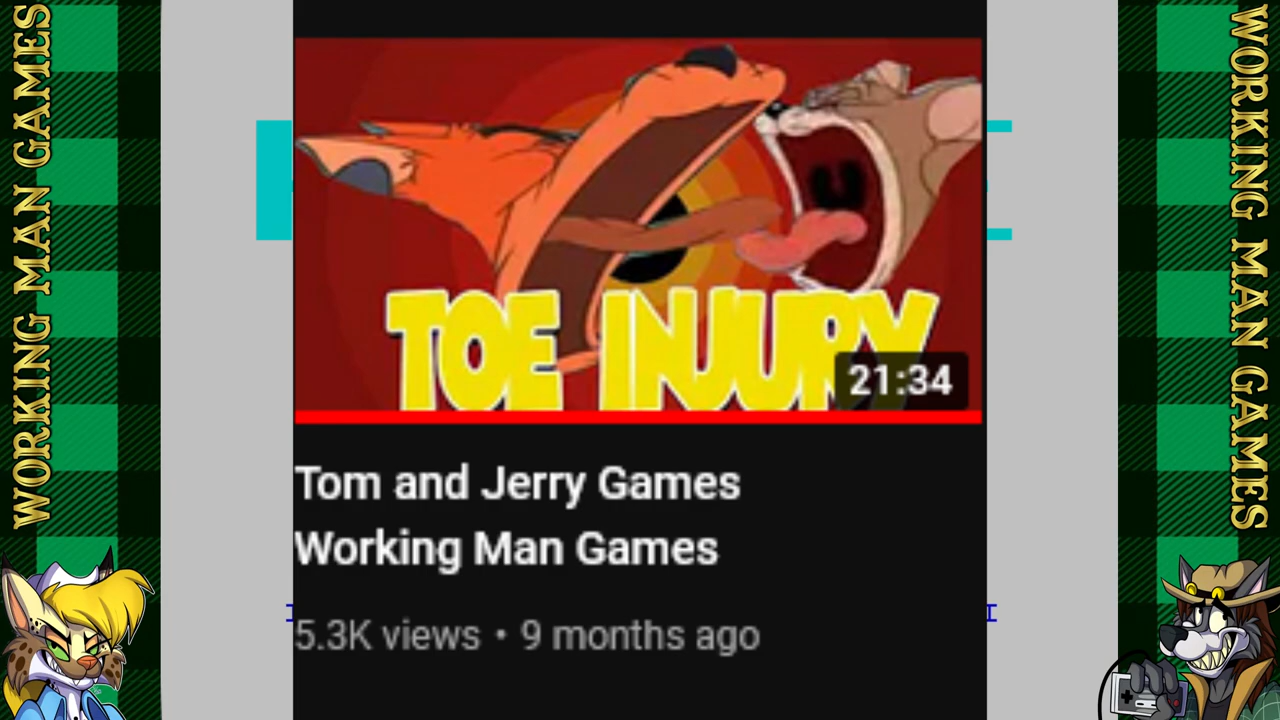 WORKING MAN GAMES
TOE INJURY
21:34
Tom and Jerry Games
Working Man Games
5.3K views • 9 months ago
WORKING MAN GAMES